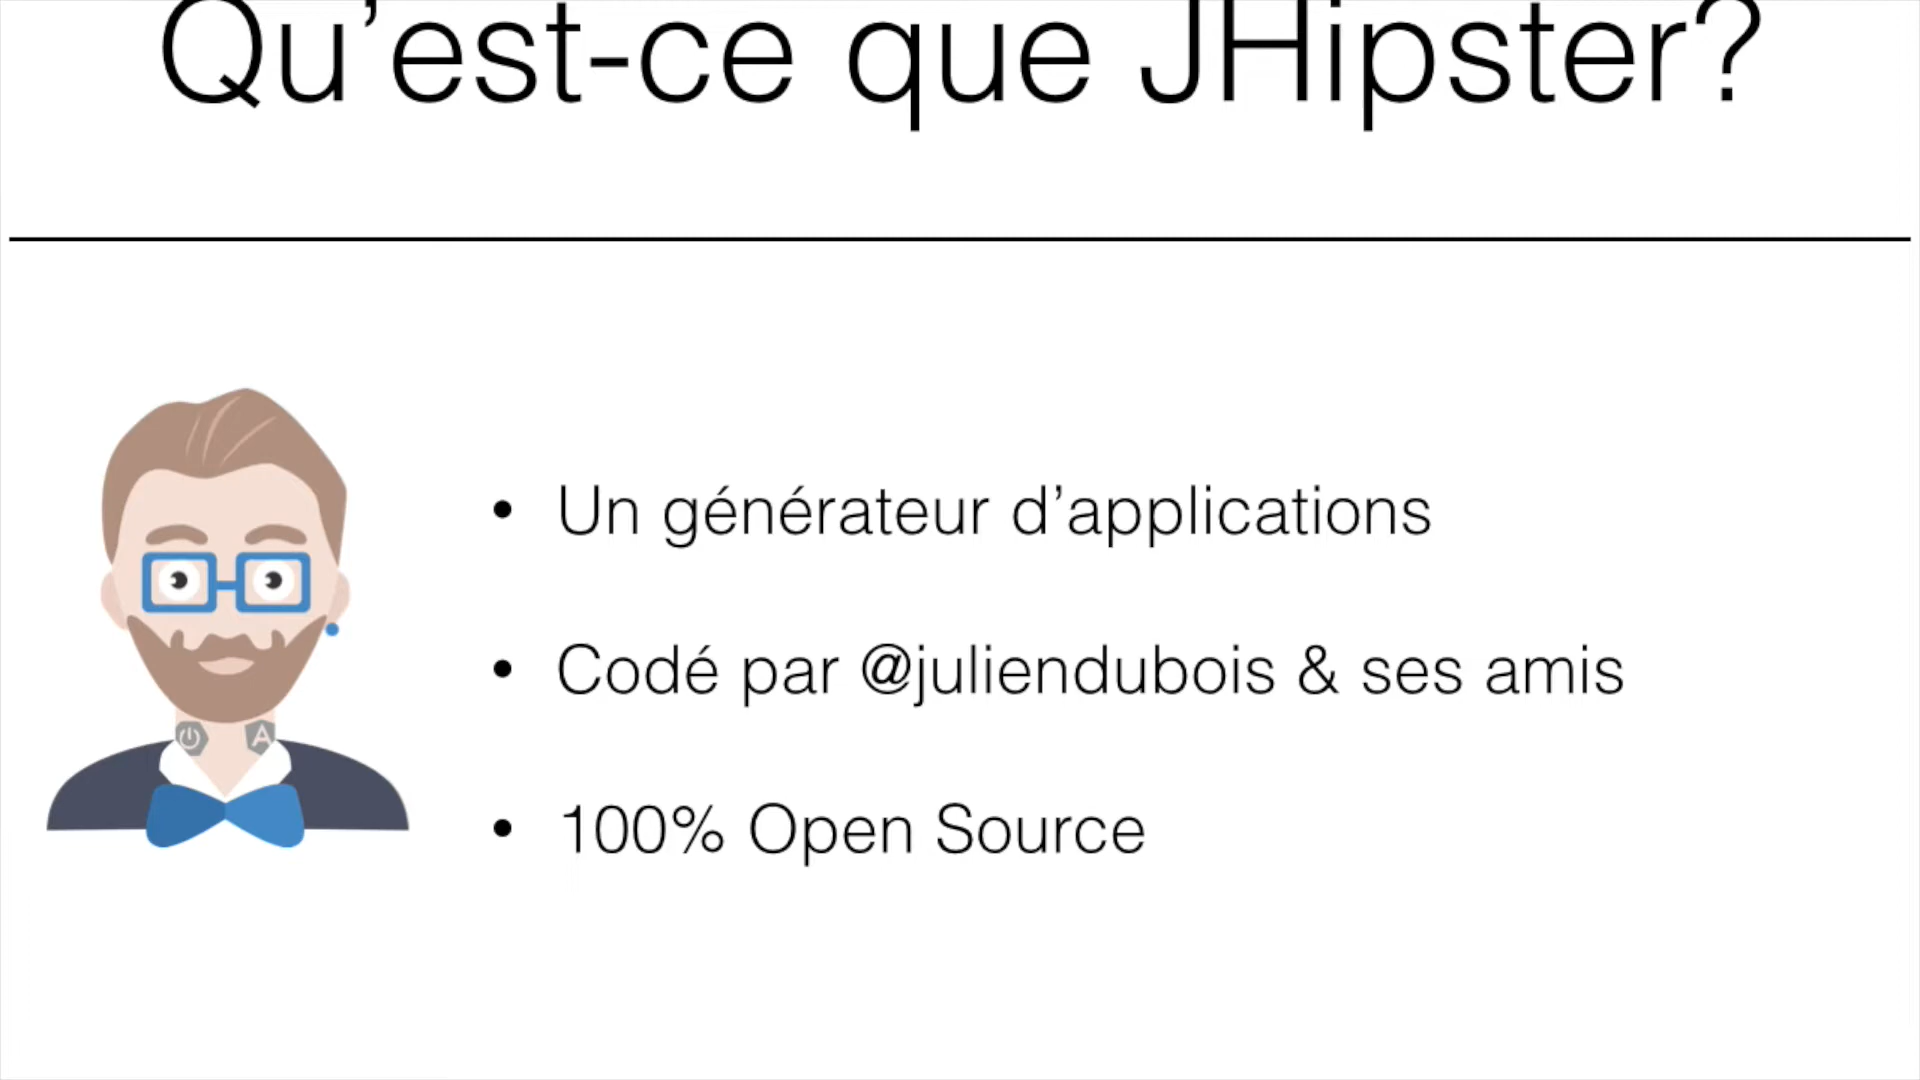 Qu’est-ce que JHipster?
• Un générateur d’applications
• Codé par @juliendubois & ses amis
• 100% Open Source
A